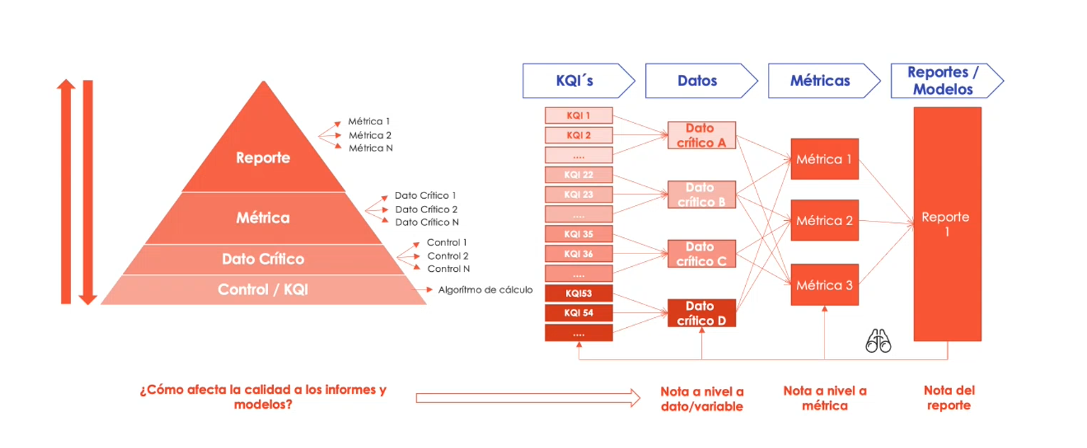 Reporte
Métrica 1
Métrica 2
Métrica N
Métrica
Dato Crítico 1
Dato Crítico 2
Dato Crítico N
Dato Crítico
Control 1
Control 2
Control N
Control / KQI
Algorítmo de cálculo
KQI´s
Datos
Métricas
Reportes /
Modelos
KQI 1
KQI 2
....
KQI 22
KQI 23
....
KQI 35
KQI 36
....
KQI53
KQI 54
....
Dato
crítico A
Dato
crítico B
Dato
crítico C
Dato
crítico D
Métrica 1
Métrica 2
Métrica 3
Reporte
1
¿Cómo afecta la calidad a los informes y
modelos?
Nota a nivel a
dato/variable
Nota a nivel a
métrica
Nota del
reporte